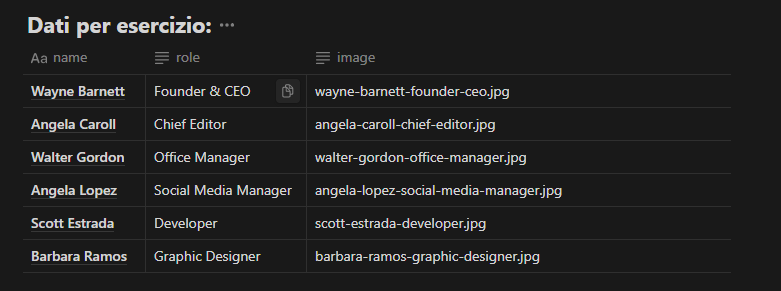 Dati per esercizio: ...
Aa name role image
Wayne Barnett Founder & CEO wayne-barnett-founder-ceo.jpg
Angela Caroll Chief Editor angela-caroll-chief-editor.jpg
Walter Gordon Office Manager walter-gordon-office-manager.jpg
Angela Lopez Social Media Manager angela-lopez-social-media-manager.jpg
Scott Estrada Developer scott-estrada-developer.jpg
Barbara Ramos Graphic Designer barbara-ramos-graphic-designer.jpg